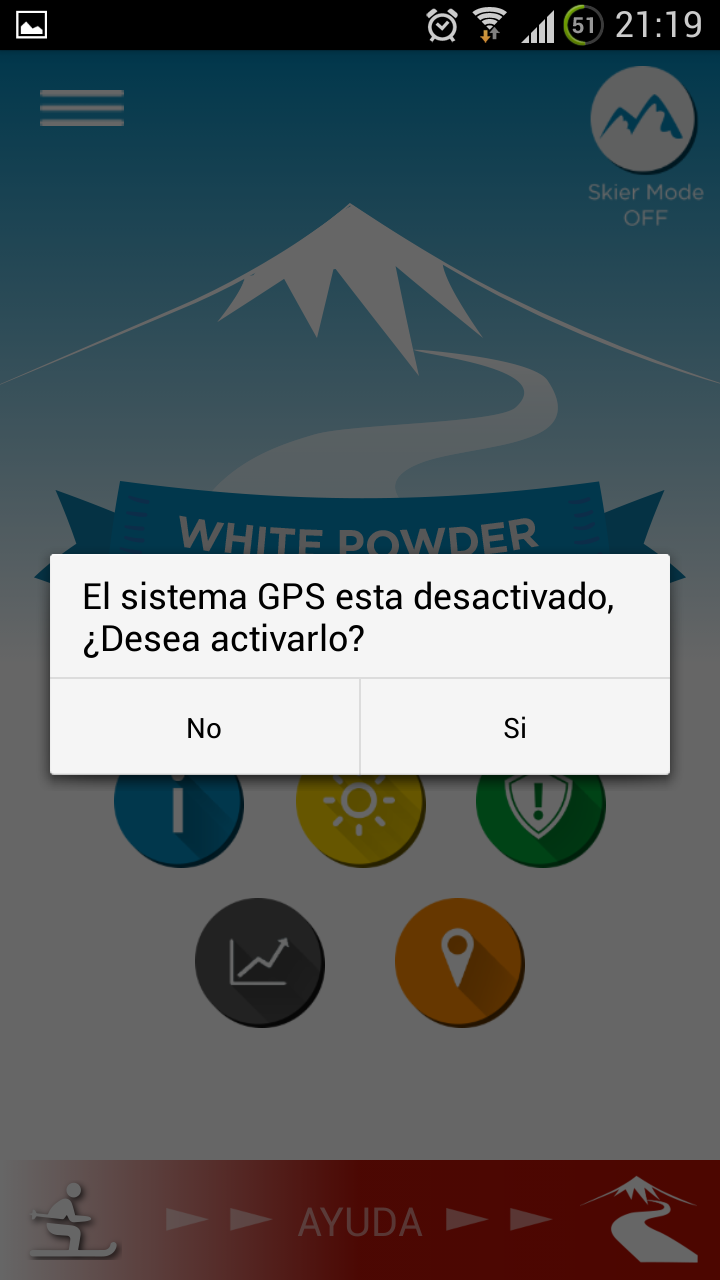 51 21:19
Skier Mode
OFF
WHITE POWDER
El sistema GPS esta desactivado,
¿Desea activarlo?
No Si
AYUDA